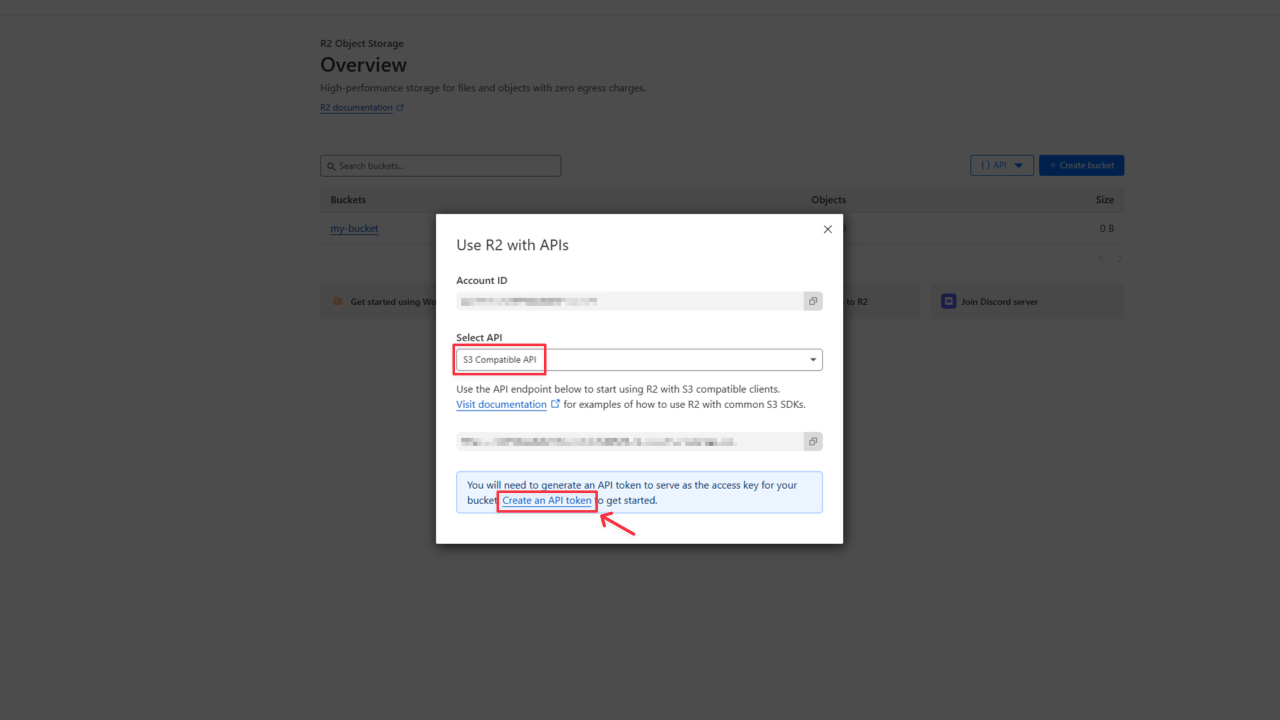 R2 Object Storage
Overview
High-performance storage for files and objects with zero egress charges.
R2 documentation
Search buckets...
{ } API
+ Create bucket
Buckets Objects Size
my-bucket 0 B
Get started using Wo
to R2
Join Discord server
Use R2 with APIs
Account ID
Select API
S3 Compatible API
Use the API endpoint below to start using R2 with S3 compatible clients.
Visit documentation for examples of how to use R2 with common S3 SDKs.
You will need to generate an API token to serve as the access key for your
bucket Create an API token to get started.